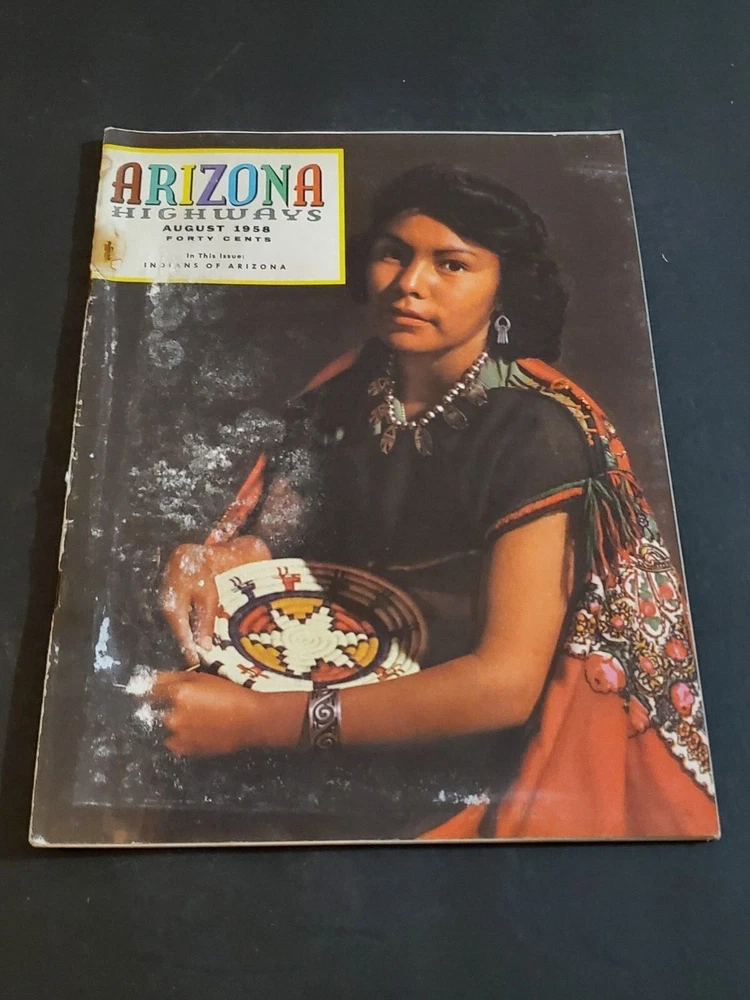 ARIZONA
HIGHWAYS
AUGUST 1958
FORTY CENTS
In This Issue:
INDIANS OF ARIZONA